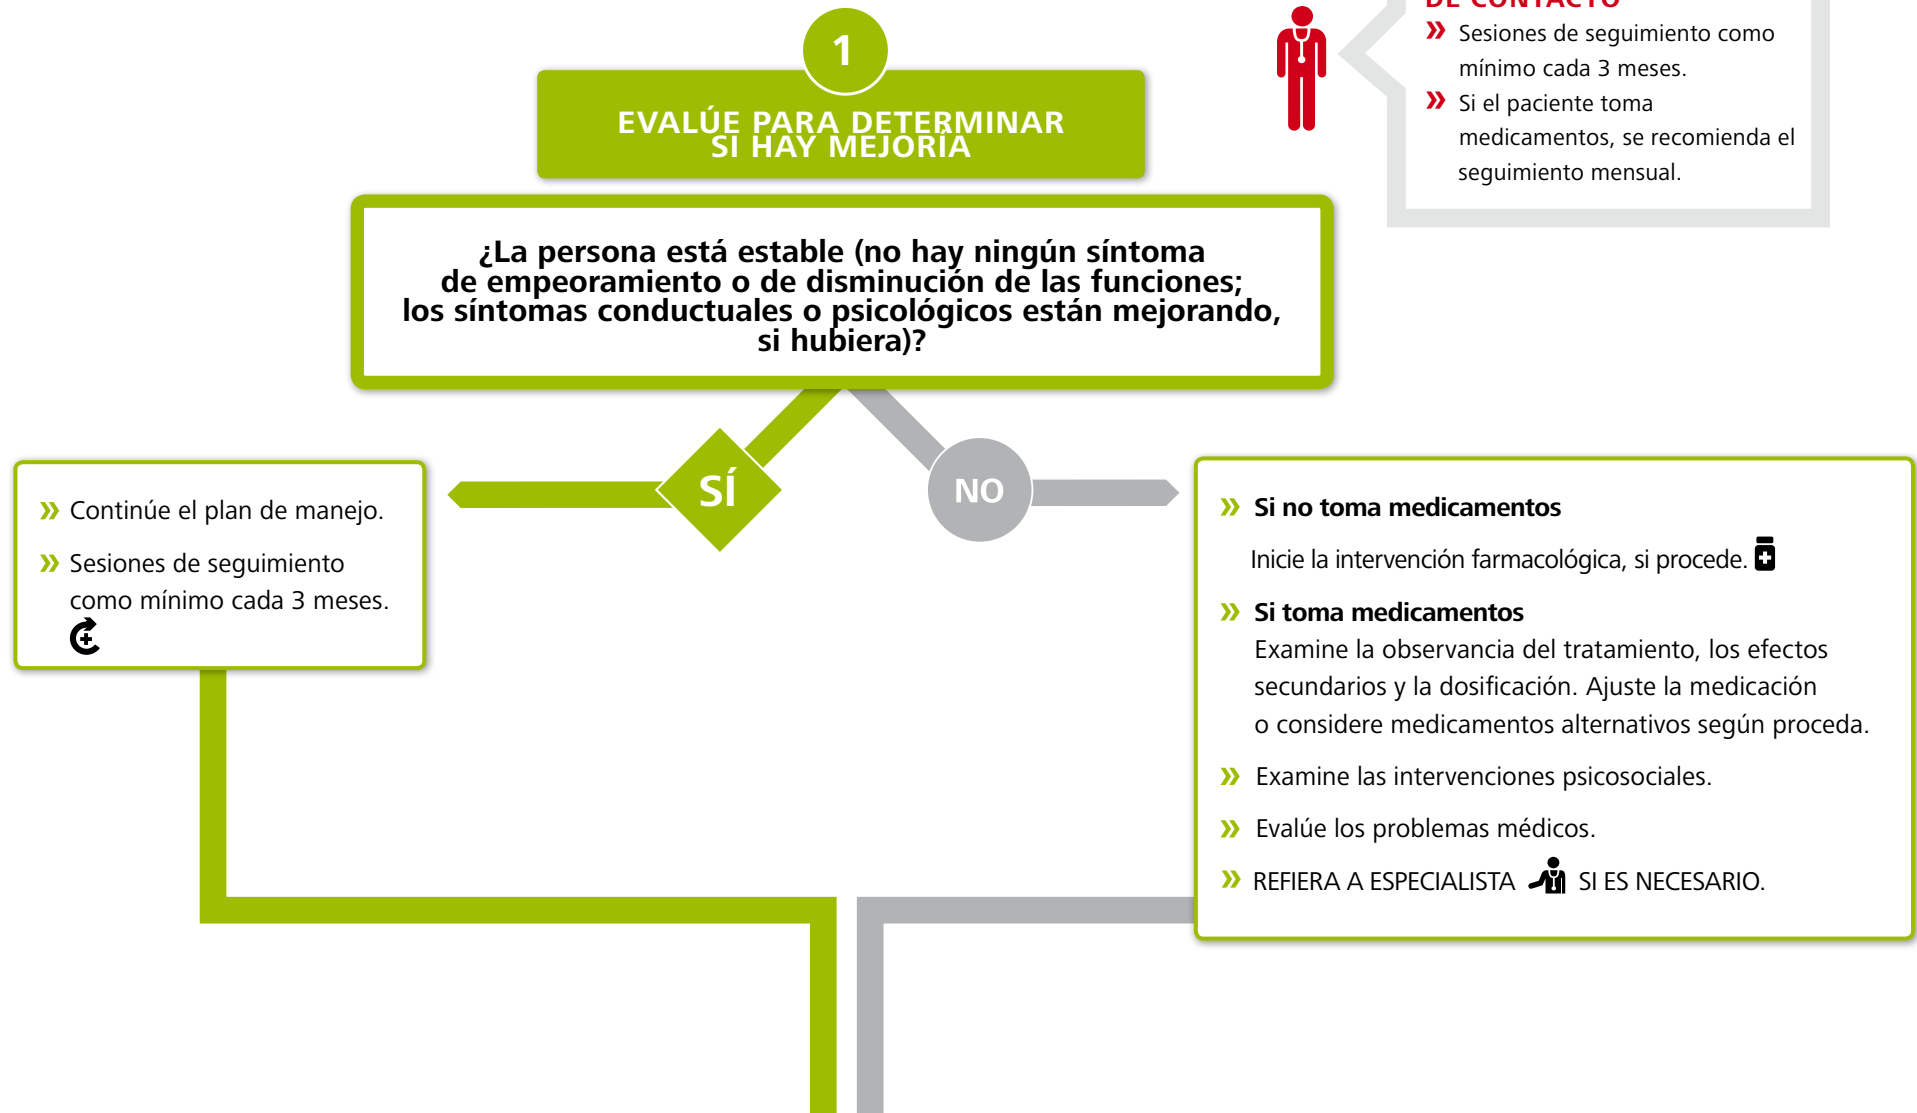 1
EVALÚE PARA DETERMINAR
SI HAY MEJORÍA
DE CONTACTO
» Sesiones de seguimiento como
mínimo cada 3 meses.
» Si el paciente toma
medicamentos, se recomienda el
seguimiento mensual.
¿La persona está estable (no hay ningún síntoma
de empeoramiento o de disminución de las funciones;
los síntomas conductuales o psicológicos están mejorando,
si hubiera)?
SÍ
NO
» Continúe el plan de manejo.
» Sesiones de seguimiento
como mínimo cada 3 meses.
» Si no toma medicamentos
Inicie la intervención farmacológica, si procede.
» Si toma medicamentos
Examine la observancia del tratamiento, los efectos
secundarios y la dosificación. Ajuste la medicación
o considere medicamentos alternativos según proceda.
» Examine las intervenciones psicosociales.
» Evalúe los problemas médicos.
» REFIERA A ESPECIALISTA SI ES NECESARIO.